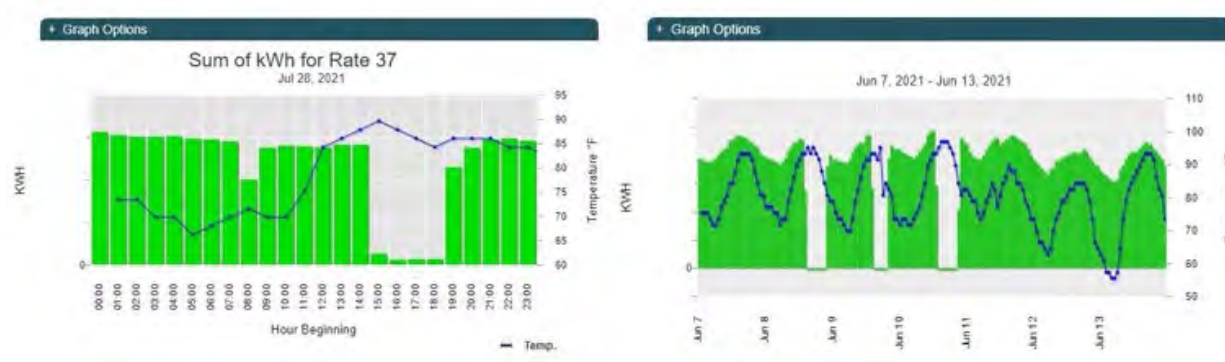 + Graph Options
Sum of kWh for Rate 37
Jul 28, 2021
KWH
95
90
85
80
75
70
65
60
0
Temperature °F
00:00 01:00 02:00 03:00 04:00 05:00 06:00 07:00 08:00 09:00 10:00 11:00 12:00 13:00 14:00 15:00 16:00 17:00 18:00 19:00 20:00 21:00 22:00 23:00
Hour Beginning
Temp.
+ Graph Options
Jun 7, 2021 - Jun 13, 2021
KWH
110
100
90
80
70
60
50
0
Jun 7 Jun 8 Jun 9 Jun 10 Jun 11 Jun 12 Jun 13